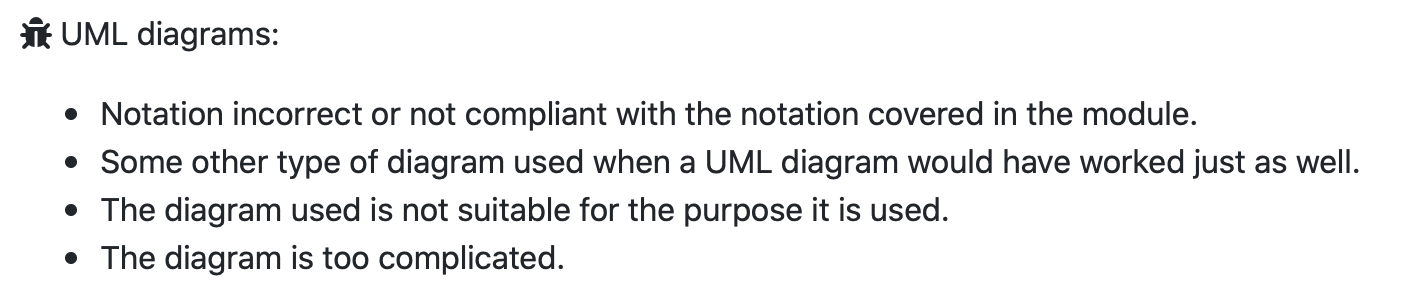 UML diagrams:
Notation incorrect or not compliant with the notation covered in the module.
Some other type of diagram used when a UML diagram would have worked just as well.
The diagram used is not suitable for the purpose it is used.
The diagram is too complicated.